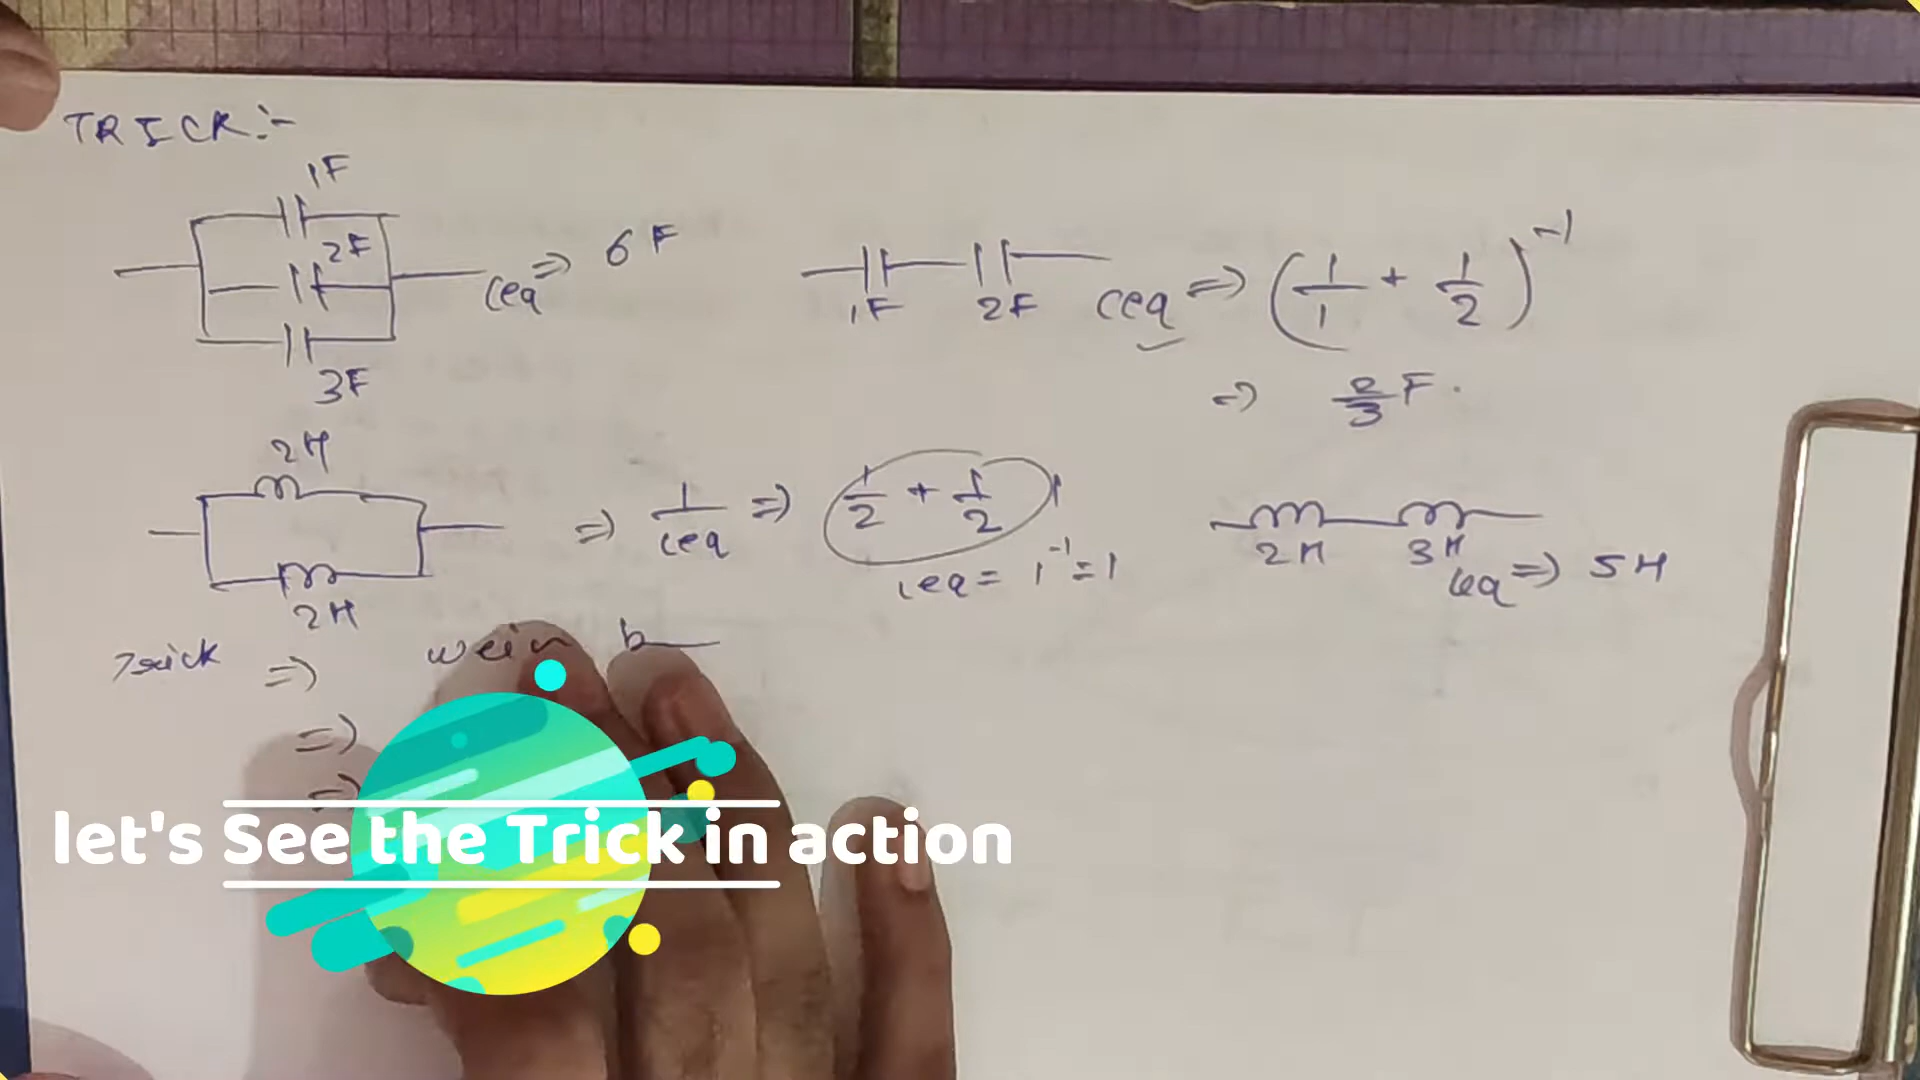 TRICK:-
1F
2F
3F
Ceq => 6F
1F 2F
Ceq => (1/1 + 1/2)^-1
=> 2/3 F.
2H
2H
=> 1/Leq => 1/2 + 1/2
Leq = 1^-1 = 1
2H 3H
Leq => 5H
Trick =>
=>
=>
let's See the Trick in action